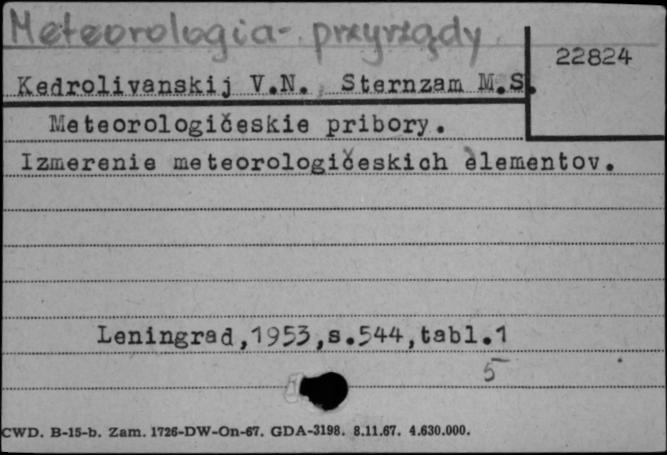 Meteorologia - przyrządy
22824
Kedrolivanskij V.N., Sternzam M.S.
Meteorologičeskie pribory.
Izmerenie meteorologičeskich èlementov.
Leningrad,1953,s.544,tabl.1
5
CWD. B-15-b. Zam. 1726-DW-On-67. GDA-3198. 8.11.67. 4.630.000.